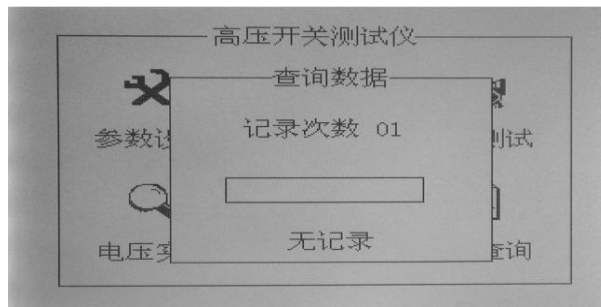 高压开关测试仪
查询数据
记录次数 01
参数设
测试
无记录
电压实
查询